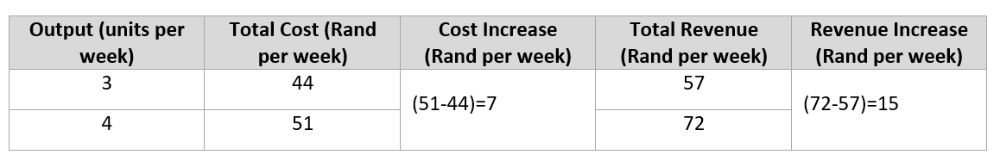 Output (units per week) Total Cost (Rand per week) Cost Increase (Rand per week) Total Revenue (Rand per week) Revenue Increase (Rand per week)
3 44 (51-44)=7 57 (72-57)=15
4 51 72